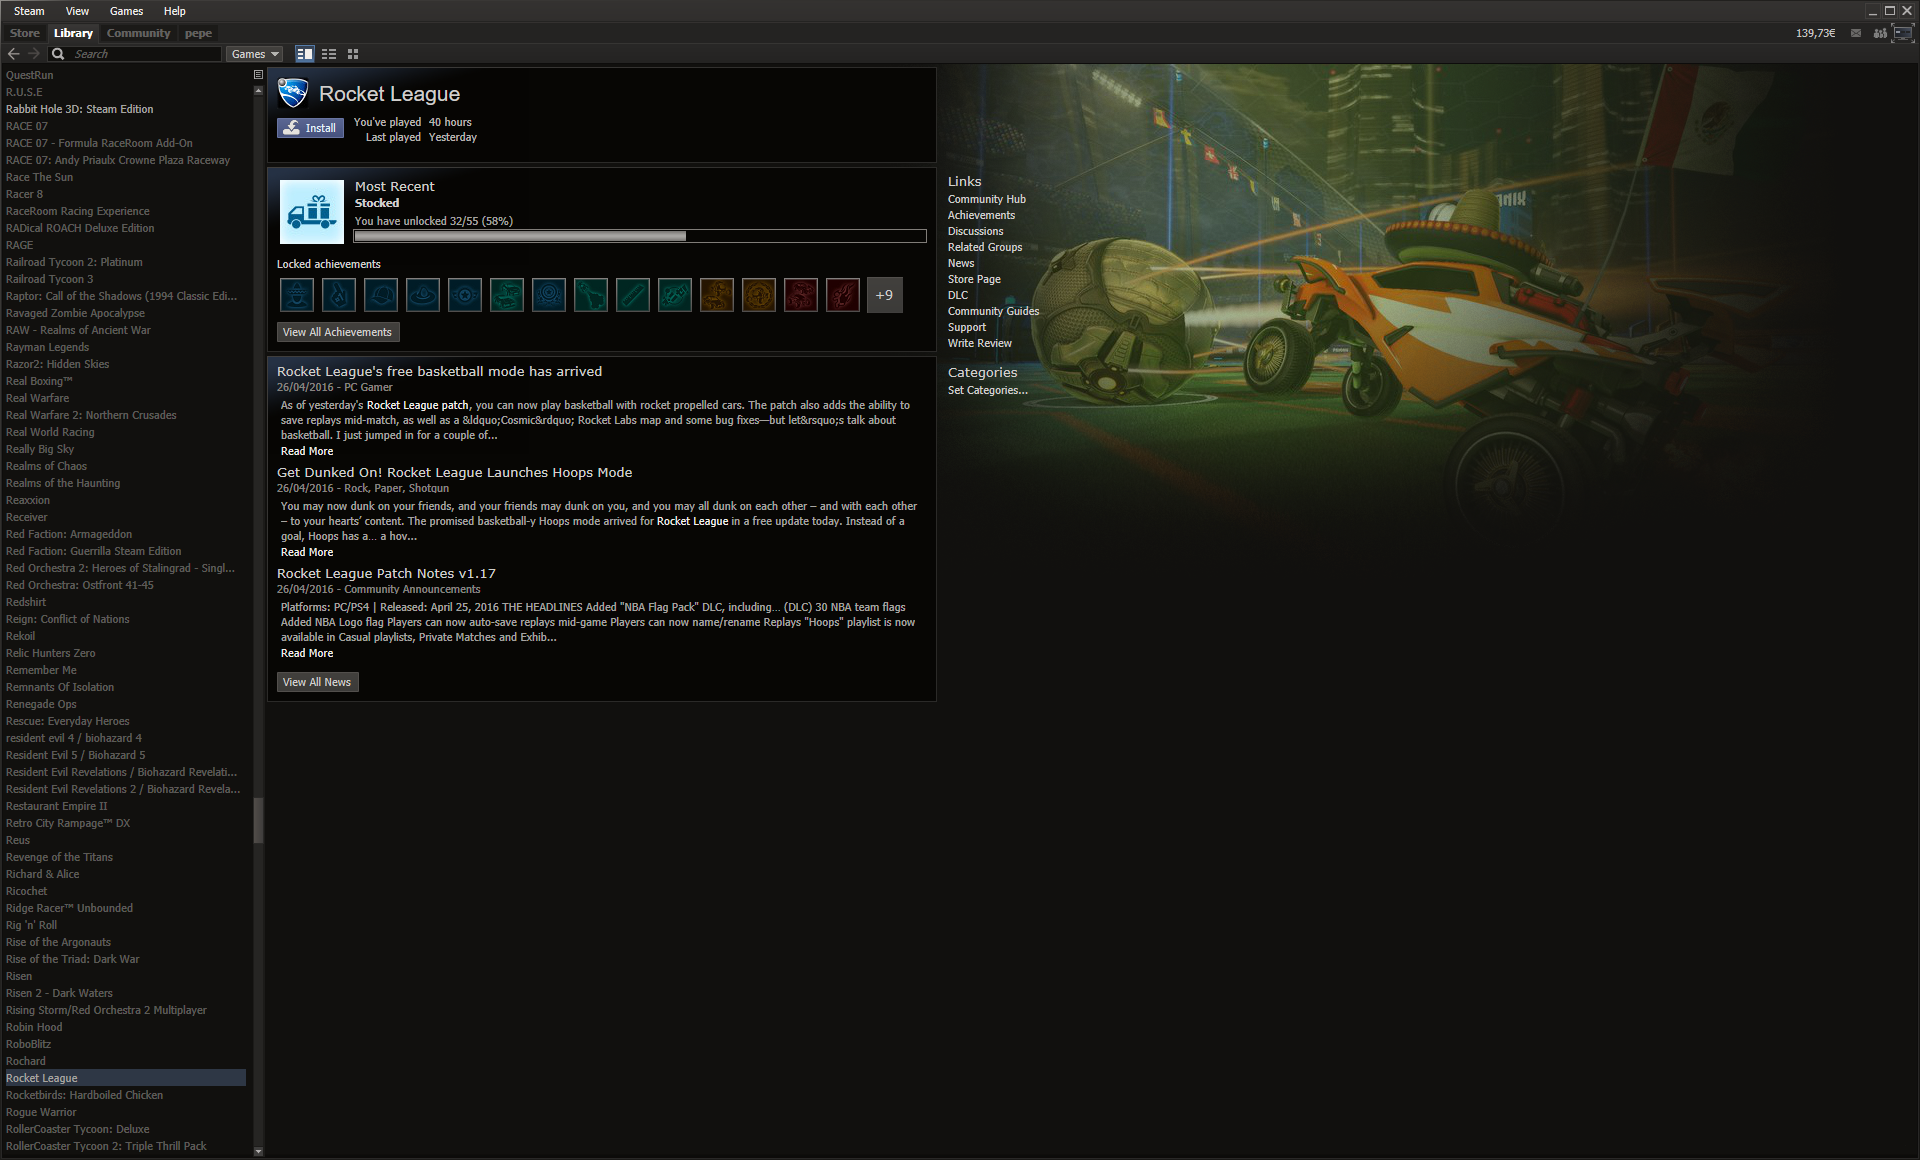 Steam View Games Help
Store Library Community pepe
139,73€
Search
Games
QuestRun
R.U.S.E
Rabbit Hole 3D: Steam Edition
RACE 07
RACE 07 - Formula RaceRoom Add-On
RACE 07: Andy Priaulx Crowne Plaza Raceway
Race The Sun
Racer 8
RaceRoom Racing Experience
RADical ROACH Deluxe Edition
RAGE
Railroad Tycoon 2: Platinum
Railroad Tycoon 3
Raptor: Call of the Shadows (1994 Classic Edi...
Ravaged Zombie Apocalypse
RAW - Realms of Ancient War
Rayman Legends
Razor2: Hidden Skies
Real Boxing™
Real Warfare
Real Warfare 2: Northern Crusades
Real World Racing
Really Big Sky
Realms of Chaos
Realms of the Haunting
Reaxxion
Receiver
Red Faction: Armageddon
Red Faction: Guerrilla Steam Edition
Red Orchestra 2: Heroes of Stalingrad - Singl...
Red Orchestra: Ostfront 41-45
Redshirt
Reign: Conflict of Nations
Rekoil
Relic Hunters Zero
Remember Me
Remnants Of Isolation
Renegade Ops
Rescue: Everyday Heroes
resident evil 4 / biohazard 4
Resident Evil 5 / Biohazard 5
Resident Evil Revelations / Biohazard Revelati...
Resident Evil Revelations 2 / Biohazard Revela...
Restaurant Empire II
Retro City Rampage™ DX
Reus
Revenge of the Titans
Richard & Alice
Ricochet
Ridge Racer™ Unbounded
Rig 'n' Roll
Rise of the Argonauts
Rise of the Triad: Dark War
Risen
Risen 2 - Dark Waters
Rising Storm/Red Orchestra 2 Multiplayer
Robin Hood
RoboBlitz
Rochard
Rocket League
Rocketbirds: Hardboiled Chicken
Rogue Warrior
RollerCoaster Tycoon: Deluxe
RollerCoaster Tycoon 2: Triple Thrill Pack
Rocket League
Install
You've played 40 hours
Last played Yesterday
Most Recent
Stocked
You have unlocked 32/55 (58%)
Locked achievements
+9
View All Achievements
Rocket League's free basketball mode has arrived
26/04/2016 - PC Gamer
As of yesterday's Rocket League patch, you can now play basketball with rocket propelled cars. The patch also adds the ability to
save replays mid-match, as well as a &ldquo;Cosmic&rdquo; Rocket Labs map and some bug fixes—but let&rsquo;s talk about
basketball. I just jumped in for a couple of...
Read More
Get Dunked On! Rocket League Launches Hoops Mode
26/04/2016 - Rock, Paper, Shotgun
You may now dunk on your friends, and your friends may dunk on you, and you may all dunk on each other – and with each other
– to your hearts’ content. The promised basketball-y Hoops mode arrived for Rocket League in a free update today. Instead of a
goal, Hoops has a… a hov...
Read More
Rocket League Patch Notes v1.17
26/04/2016 - Community Announcements
Platforms: PC/PS4 | Released: April 25, 2016 THE HEADLINES Added "NBA Flag Pack" DLC, including... (DLC) 30 NBA team flags
Added NBA Logo flag Players can now auto-save replays mid-game Players can now name/rename Replays "Hoops" playlist is now
available in Casual playlists, Private Matches and Exhib...
Read More
View All News
Links
Community Hub
Achievements
Discussions
Related Groups
News
Store Page
DLC
Community Guides
Support
Write Review
Categories
Set Categories...